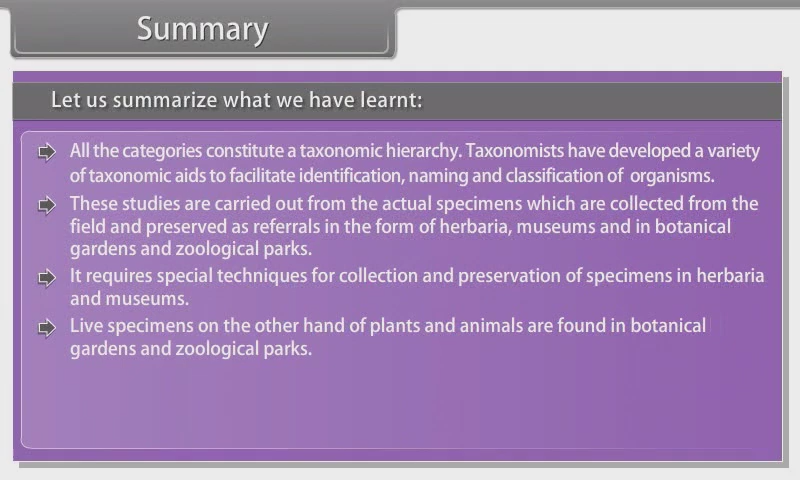 Summary
Let us summarize what we have learnt:
All the categories constitute a taxonomic hierarchy. Taxonomists have developed a variety
of taxonomic aids to facilitate identification, naming and classification of organisms.
These studies are carried out from the actual specimens which are collected from the
field and preserved as referrals in the form of herbaria, museums and in botanical
gardens and zoological parks.
It requires special techniques for collection and preservation of specimens in herbaria
and museums.
Live specimens on the other hand of plants and animals are found in botanical
gardens and zoological parks.